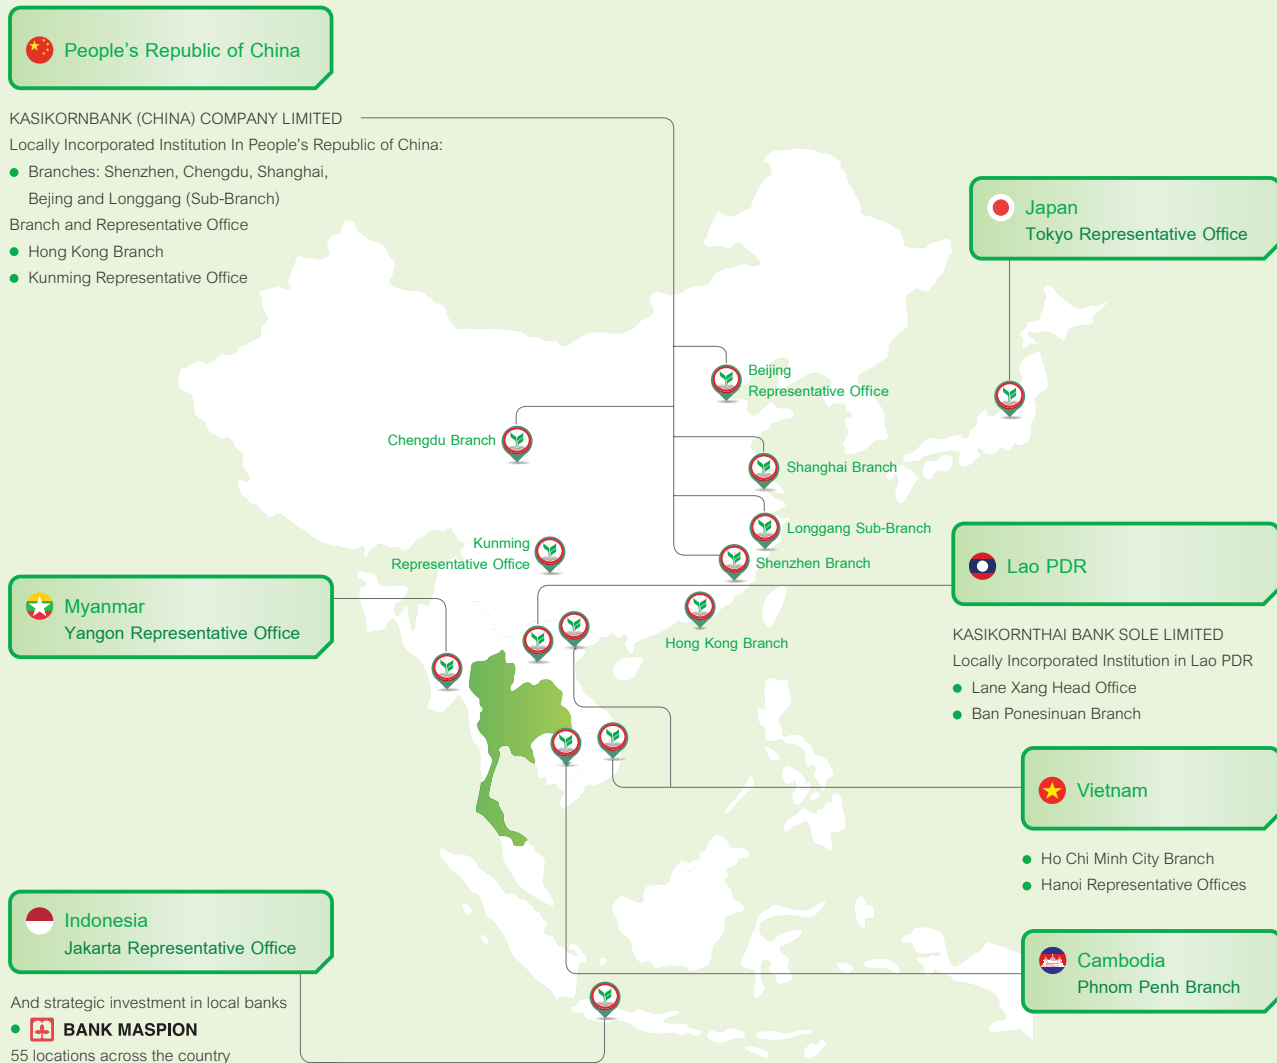 People's Republic of China
KASIKORNBANK (CHINA) COMPANY LIMITED
Locally Incorporated Institution In People's Republic of China:
Branches: Shenzhen, Chengdu, Shanghai,
Bejing and Longgang (Sub-Branch)
Branch and Representative Office
Hong Kong Branch
Kunming Representative Office
Japan
Tokyo Representative Office
Beijing
Representative Office
Chengdu Branch
Shanghai Branch
Longgang Sub-Branch
Kunming
Representative Office
Shenzhen Branch
Hong Kong Branch
Lao PDR
KASIKORNTHAI BANK SOLE LIMITED
Locally Incorporated Institution in Lao PDR
Lane Xang Head Office
Ban Ponesinuan Branch
Myanmar
Yangon Representative Office
Vietnam
Ho Chi Minh City Branch
Hanoi Representative Offices
Indonesia
Jakarta Representative Office
And strategic investment in local banks
BANK MASPION
55 locations across the country
Cambodia
Phnom Penh Branch